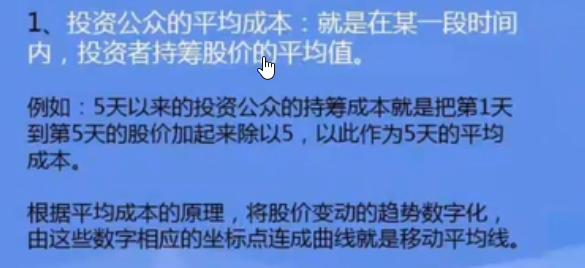 1、投资公众的平均成本：就是在某一段时间
内，投资者持筹股价的平均值。
例如：5天以来的投资公众的持筹成本就是把第1天
到第5天的股价加起来除以5，以此作为5天的平均
成本。
根据平均成本的原理，将股价变动的趋势数字化，
由这些数字相应的坐标点连成曲线就是移动平均线。